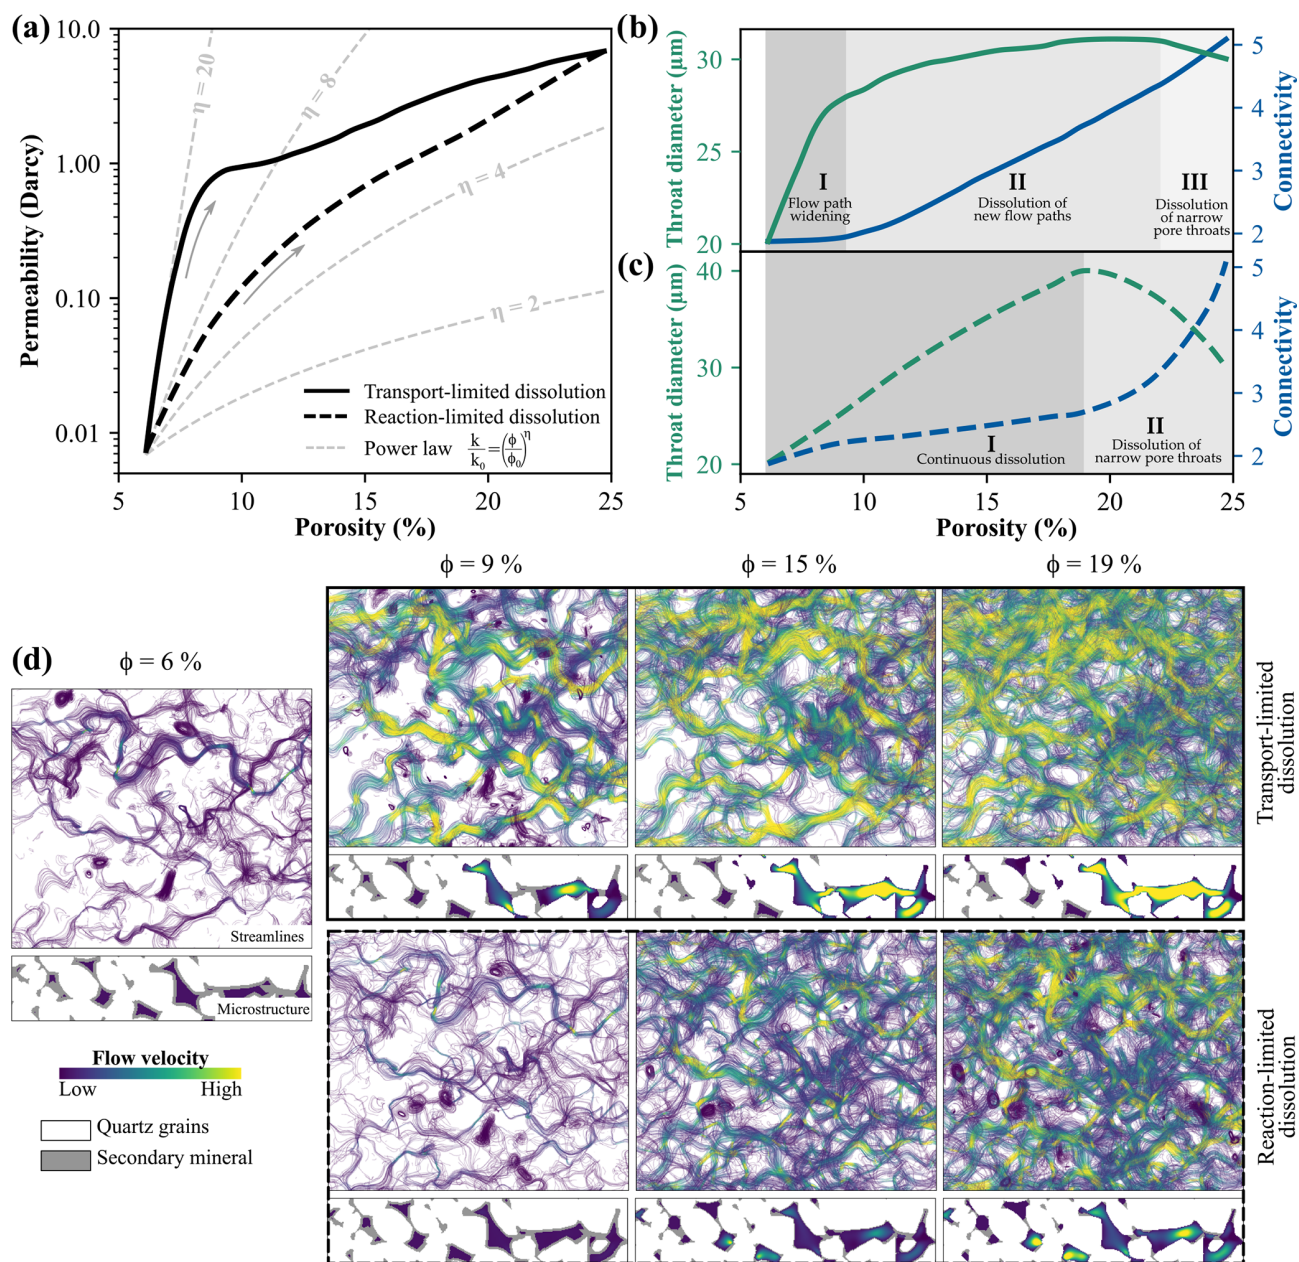 (a)
10.0
1.00
0.10
0.01
Permeability (Darcy)
η = 20
η = 8
η = 4
η = 2
Transport-limited dissolution
Reaction-limited dissolution
Power law k/k₀=(ϕ/ϕ₀)^η
5 10 15 20 25
Porosity (%)
(b)
Throat diameter (μm)
30
25
20
5
4
3
2
Connectivity
I
Flow path
widening
II
Dissolution of
new flow paths
III
Dissolution
of narrow
pore throats
(c)
Throat diameter (μm)
40
30
20
5
4
3
2
Connectivity
I
Continuous dissolution
II
Dissolution of
narrow pore throats
5 10 15 20 25
Porosity (%)
ϕ = 9 %
ϕ = 15 %
ϕ = 19 %
(d)
ϕ = 6 %
Streamlines
Microstructure
Transport-limited
dissolution
Reaction-limited
dissolution
Flow velocity
Low High
Quartz grains
Secondary mineral